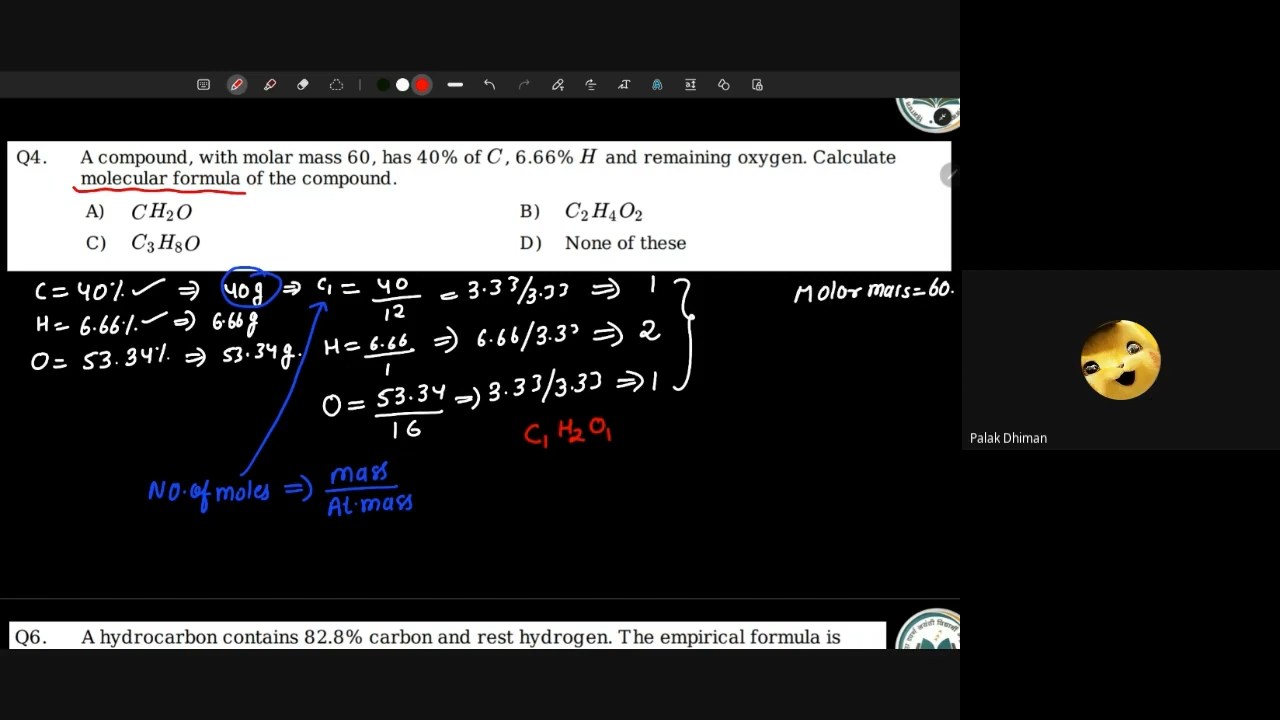 Q4. A compound, with molar mass 60, has 40% of C, 6.66% H and remaining oxygen. Calculate
molecular formula of the compound.
A) CH₂O B) C₂H₄O₂
C) C₃H₈O D) None of these
C = 40% ✓ ⇒ 40g ⇒ C₁ = 40/12 = 3.33/3.33 ⇒ 1
Molar mass = 60.
H = 6.66% ✓ ⇒ 6.66g
H = 6.66/1 ⇒ 6.66/3.33 ⇒ 2
O = 53.34% ⇒ 53.34g.
O = 53.34/16 ⇒ 3.33/3.33 ⇒ 1
C₁ H₂ O₁
No. of moles ⇒ mass/At. mass
Palak Dhiman
Q6. A hydrocarbon contains 82.8% carbon and rest hydrogen. The empirical formula is